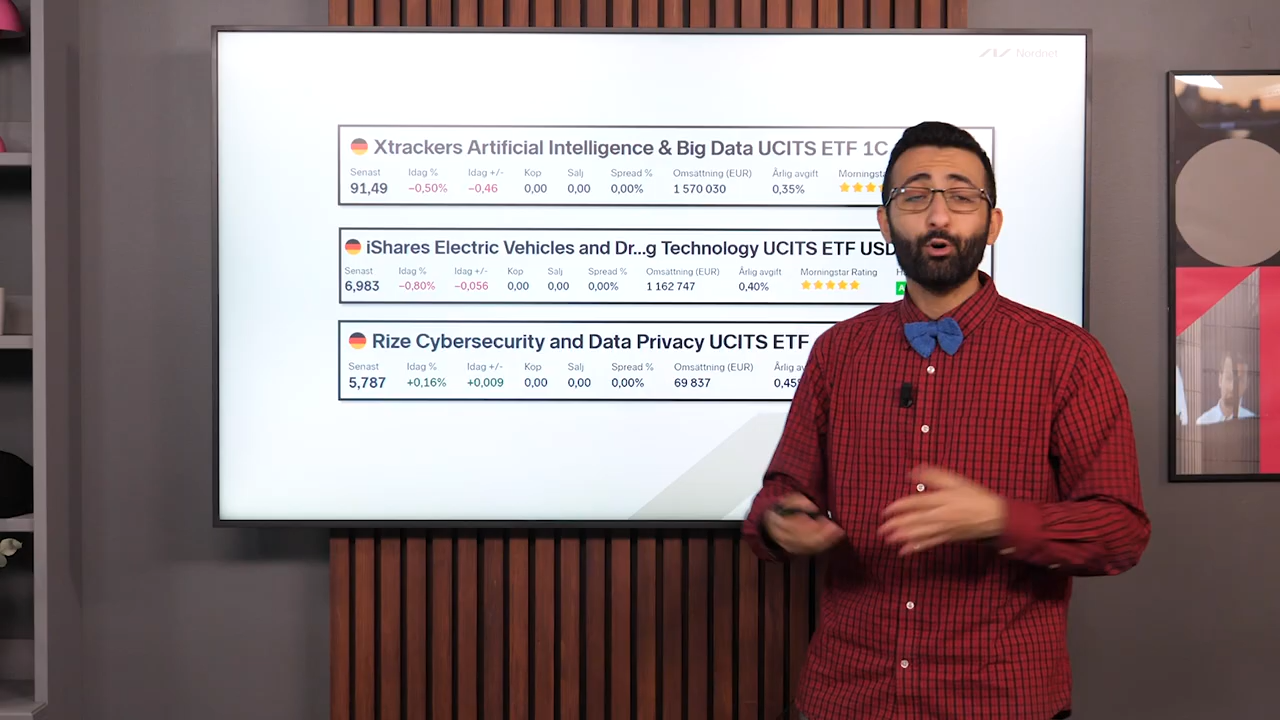 Nordnet
Xtrackers Artificial Intelligence & Big Data UCITS ETF 1C
Senast Idag % Idag +/- Köp Sälj Spread % Omsättning (EUR) Årlig avgift
91,49 −0,50% −0,46 0,00 0,00 0,00% 1 570 030 0,35%
iShares Electric Vehicles and Dr...g Technology UCITS ETF USD
Senast Idag % Idag +/- Köp Sälj Spread % Omsättning (EUR) Årlig avgift Morningstar Rating
6,983 −0,80% −0,056 0,00 0,00 0,00% 1 162 747 0,40%
Rize Cybersecurity and Data Privacy UCITS ETF
Senast Idag % Idag +/- Köp Sälj Spread % Omsättning (EUR) Årlig
5,787 +0,16% +0,009 0,00 0,00 0,00% 69 837